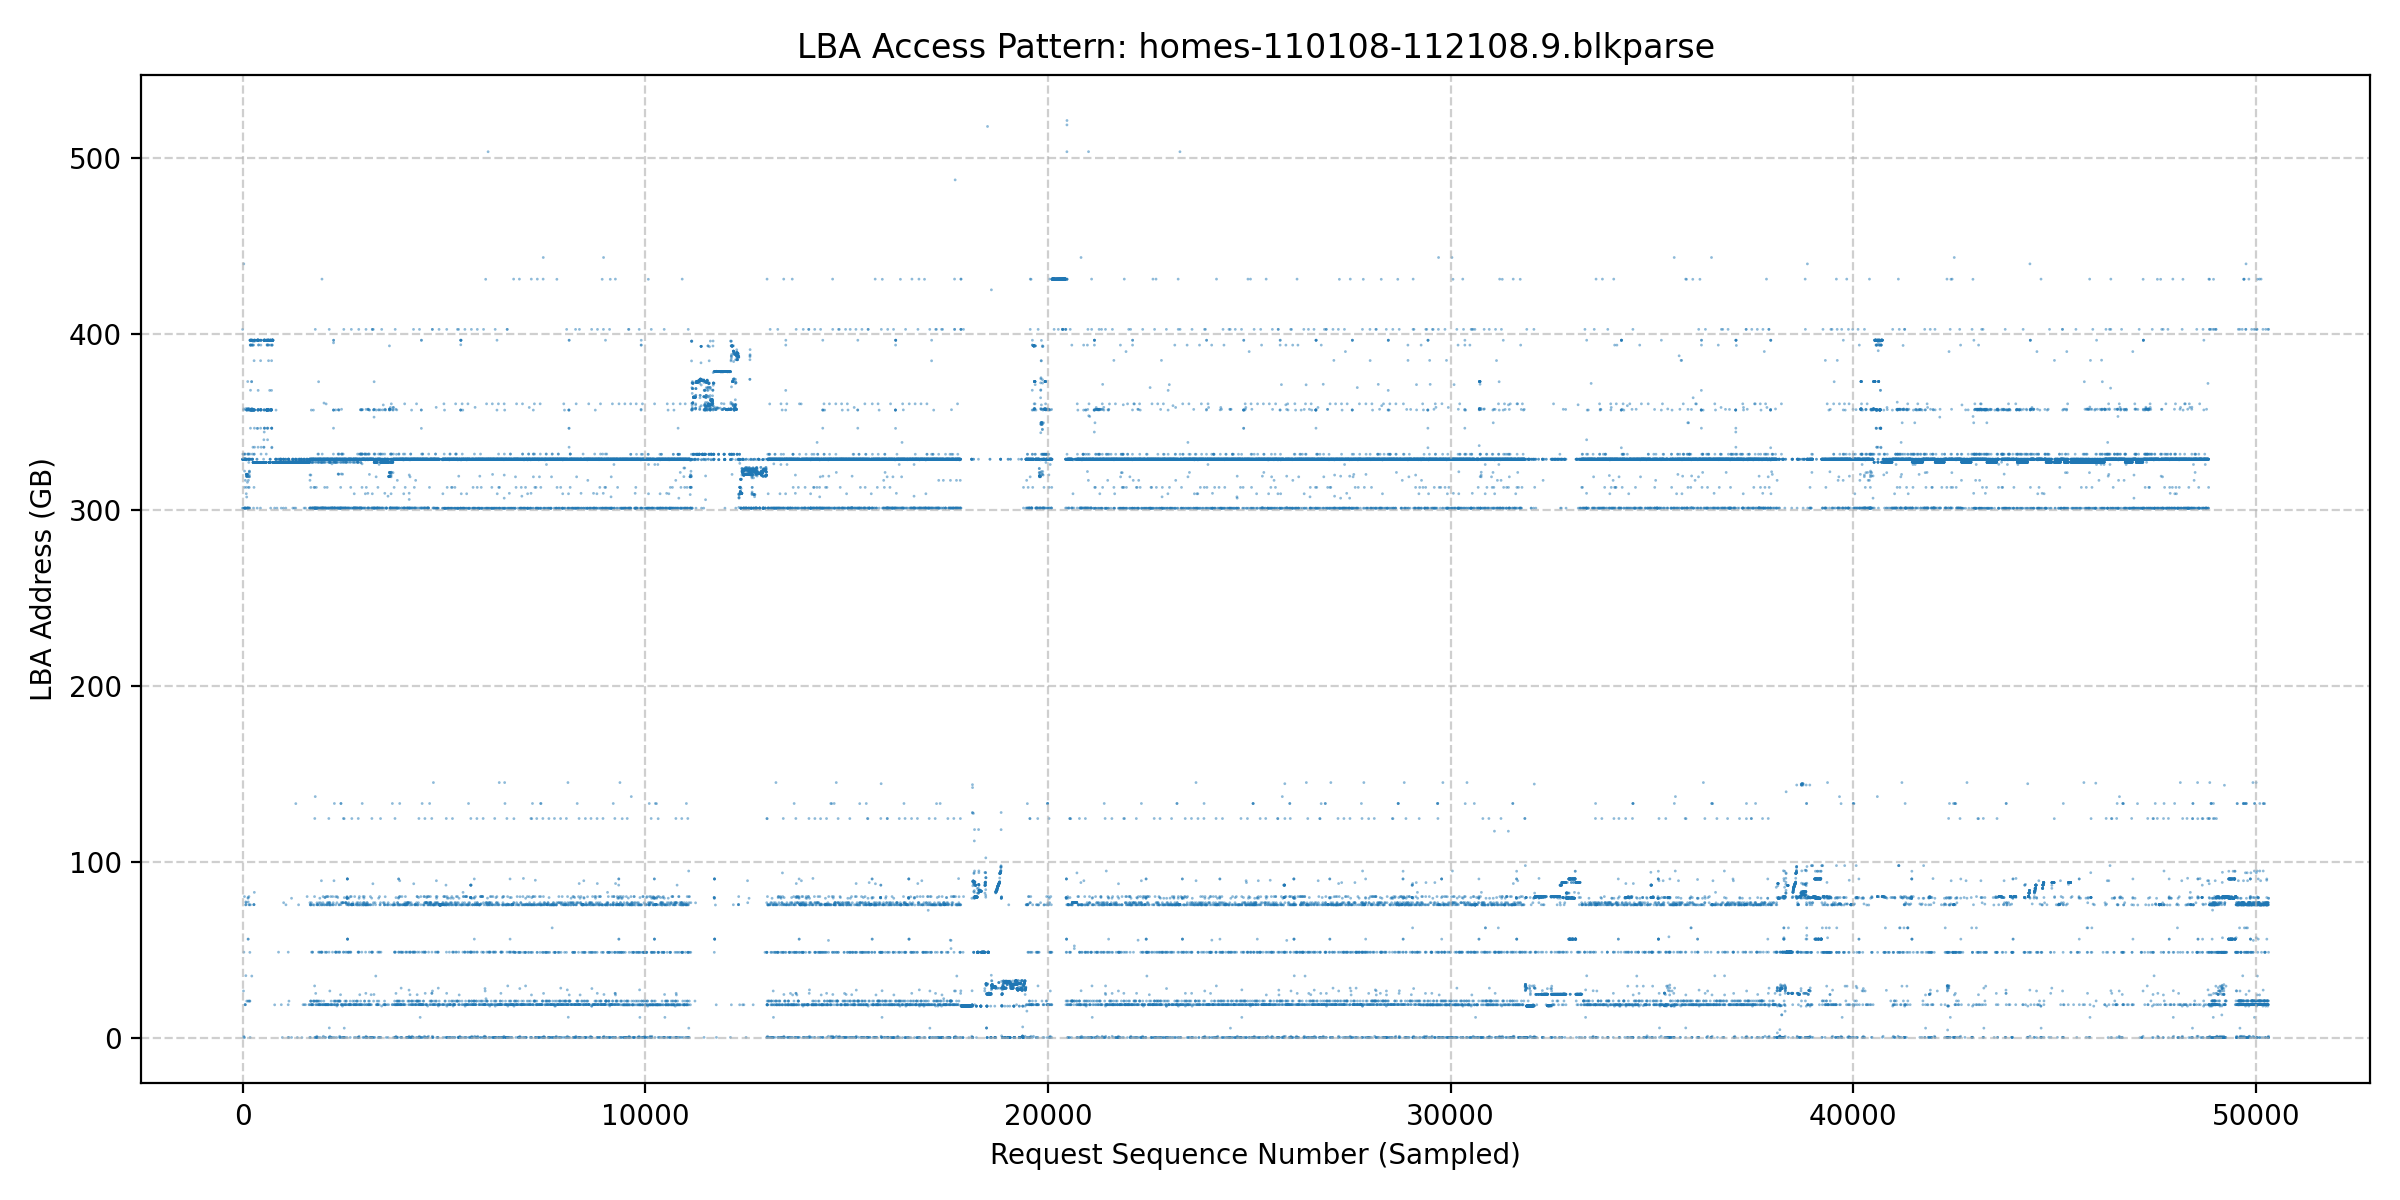 LBA Access Pattern: homes-110108-112108.9.blkparse
LBA Address (GB)
500
400
300
200
100
0
0 10000 20000 30000 40000 50000
Request Sequence Number (Sampled)